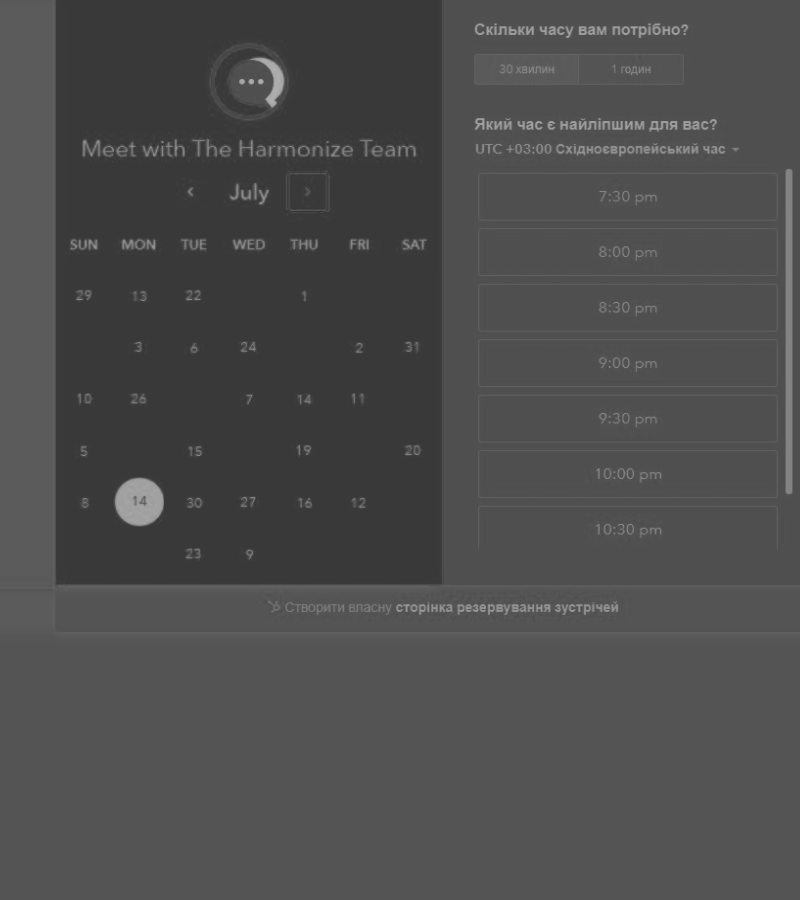 Meet with The Harmonize Team
July
SUN MON TUE WED THU FRI SAT
29 13 22 1
3 6 24 2 31
10 26 7 14 11
5 15 19 20
8 14 30 27 16 12
23 9
Скільки часу вам потрібно?
30 хвилин 1 годин
Який час є найліпшим для вас?
UTC +03:00 Східноєвропейський час
7:30 pm
8:00 pm
8:30 pm
9:00 pm
9:30 pm
10:00 pm
10:30 pm
Створити власну сторінка резервування зустрічей